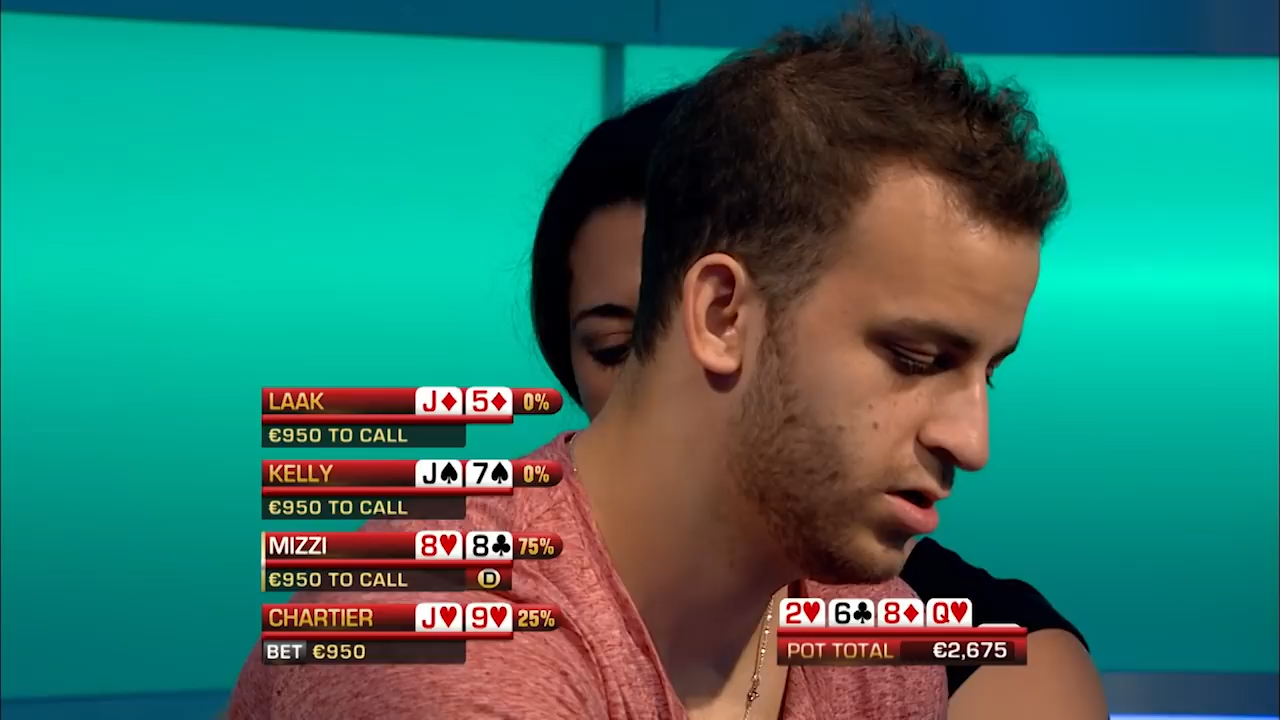 LAAK J♦ 5♦ 0%
€950 TO CALL
KELLY J♠ 7♠ 0%
€950 TO CALL
MIZZI 8♥ 8♣ 75%
€950 TO CALL D
CHARTIER J♥ 9♥ 25%
BET €950
2♥ 6♣ 8♦ Q♥
POT TOTAL €2,675